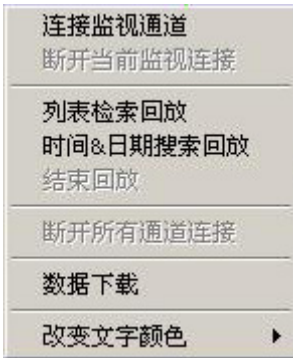 连接监视通道
断开当前监视连接
列表检索回放
时间&日期搜索回放
结束回放
断开所有通道连接
数据下载
改变文字颜色